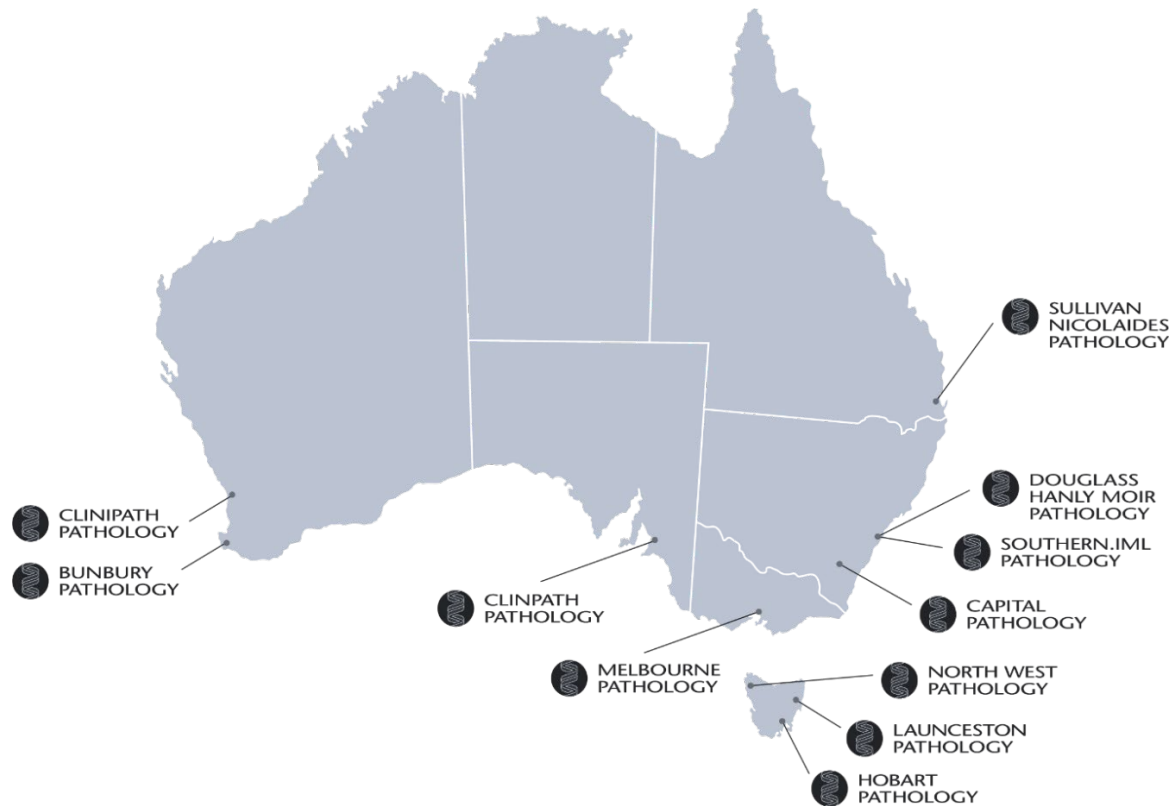 SULLIVAN
NICOLAIDES
PATHOLOGY
DOUGLASS
HANLY MOIR
PATHOLOGY
CLINIPATH
PATHOLOGY
SOUTHERN.IML
PATHOLOGY
BUNBURY
PATHOLOGY
CLINPATH
PATHOLOGY
CAPITAL
PATHOLOGY
MELBOURNE
PATHOLOGY
NORTH WEST
PATHOLOGY
LAUNCESTON
PATHOLOGY
HOBART
PATHOLOGY